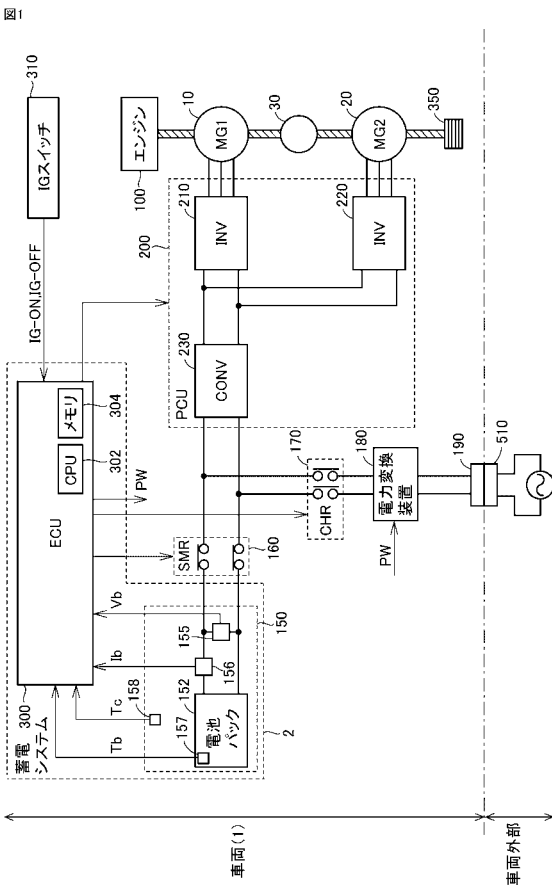 図1
310
IGスイッチ
IG-ON,IG-OFF
エンジン
100
10
MG1
30
20
MG2
350
210
INV
220
INV
200
230
CONV
PCU
304
メモリ
302
CPU
ECU
PW
170
CHR
180
電力変換
装置
PW
190
510
SMR
160
Vb
Ib
Tc
Tb
150
155
156
158
152
157
電池
パック
300
蓄電
システム
2
車両(1)
車両外部